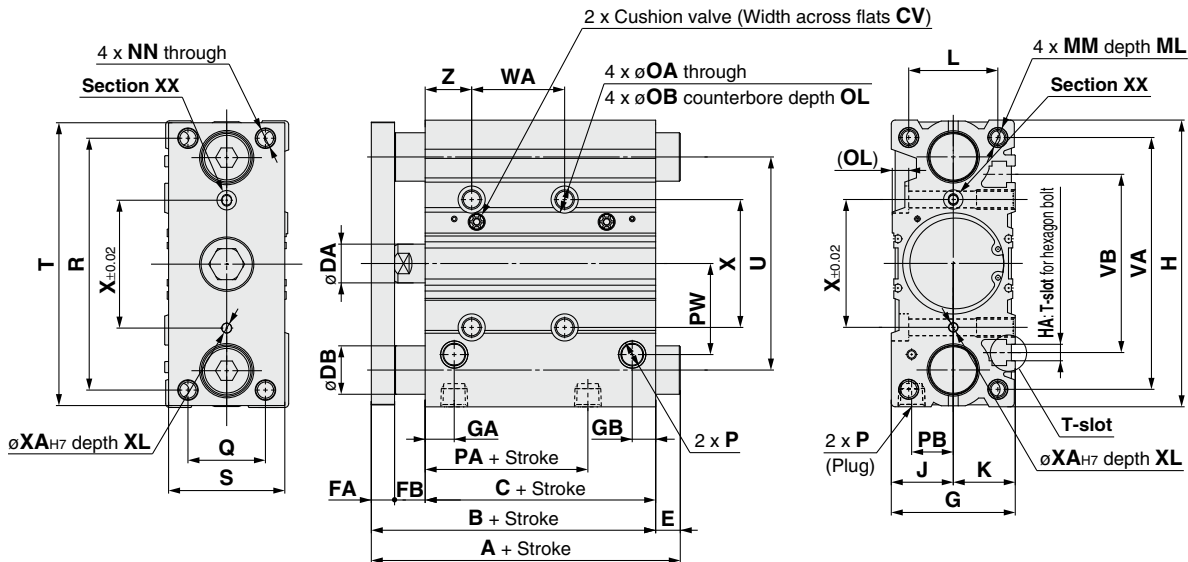 2 x Cushion valve (Width across flats CV)
4 x NN through
Section XX
Z
WA
4 x øOA through
4 x øOB counterbore depth OL
L
4 x MM depth ML
Section XX
(OL)
T
R
X±0.02
øDA
øDB
PW
X
U
X±0.02
HA: T-slot for hexagon bolt
VB
VA
H
øXAH7 depth XL
Q
S
GA
GB
2 x P
PA + Stroke
FA
FB
C + Stroke
B + Stroke
E
A + Stroke
2 x P
(Plug)
PB
J
K
G
T-slot
øXAH7 depth XL